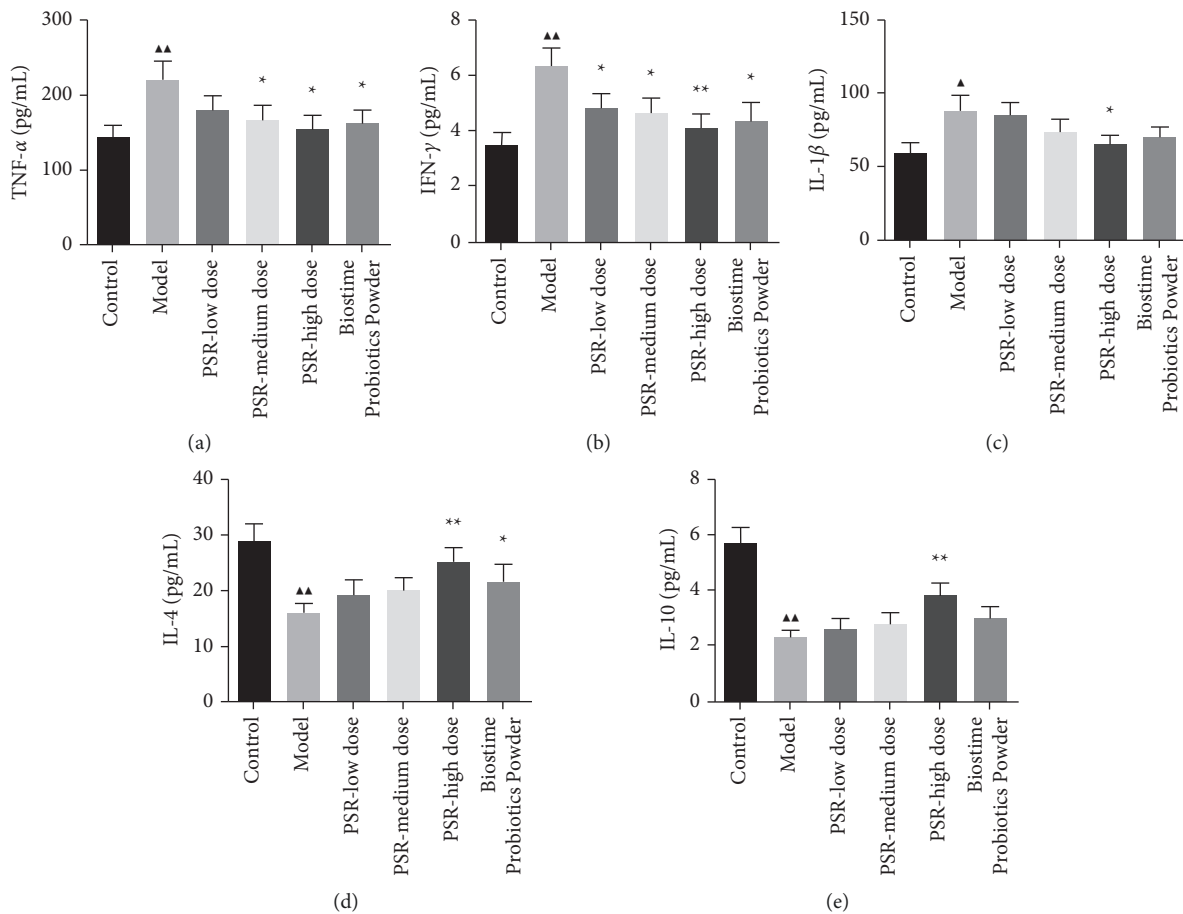 TNF-α (pg/mL)
300
200
100
0
▲▲
*
*
*
Control
Model
PSR-low dose
PSR-medium dose
PSR-high dose
Biostime
Probiotics Powder
(a)
IFN-γ (pg/mL)
8
6
4
2
0
▲▲
*
*
**
*
Control
Model
PSR-low dose
PSR-medium dose
PSR-high dose
Biostime
Probiotics Powder
(b)
IL-1β (pg/mL)
150
100
50
0
▲
*
Control
Model
PSR-low dose
PSR-medium dose
PSR-high dose
Biostime
Probiotics Powder
(c)
IL-4 (pg/mL)
40
30
20
10
0
▲▲
**
*
Control
Model
PSR-low dose
PSR-medium dose
PSR-high dose
Biostime
Probiotics Powder
(d)
IL-10 (pg/mL)
8
6
4
2
0
▲▲
**
Control
Model
PSR-low dose
PSR-medium dose
PSR-high dose
Biostime
Probiotics Powder
(e)